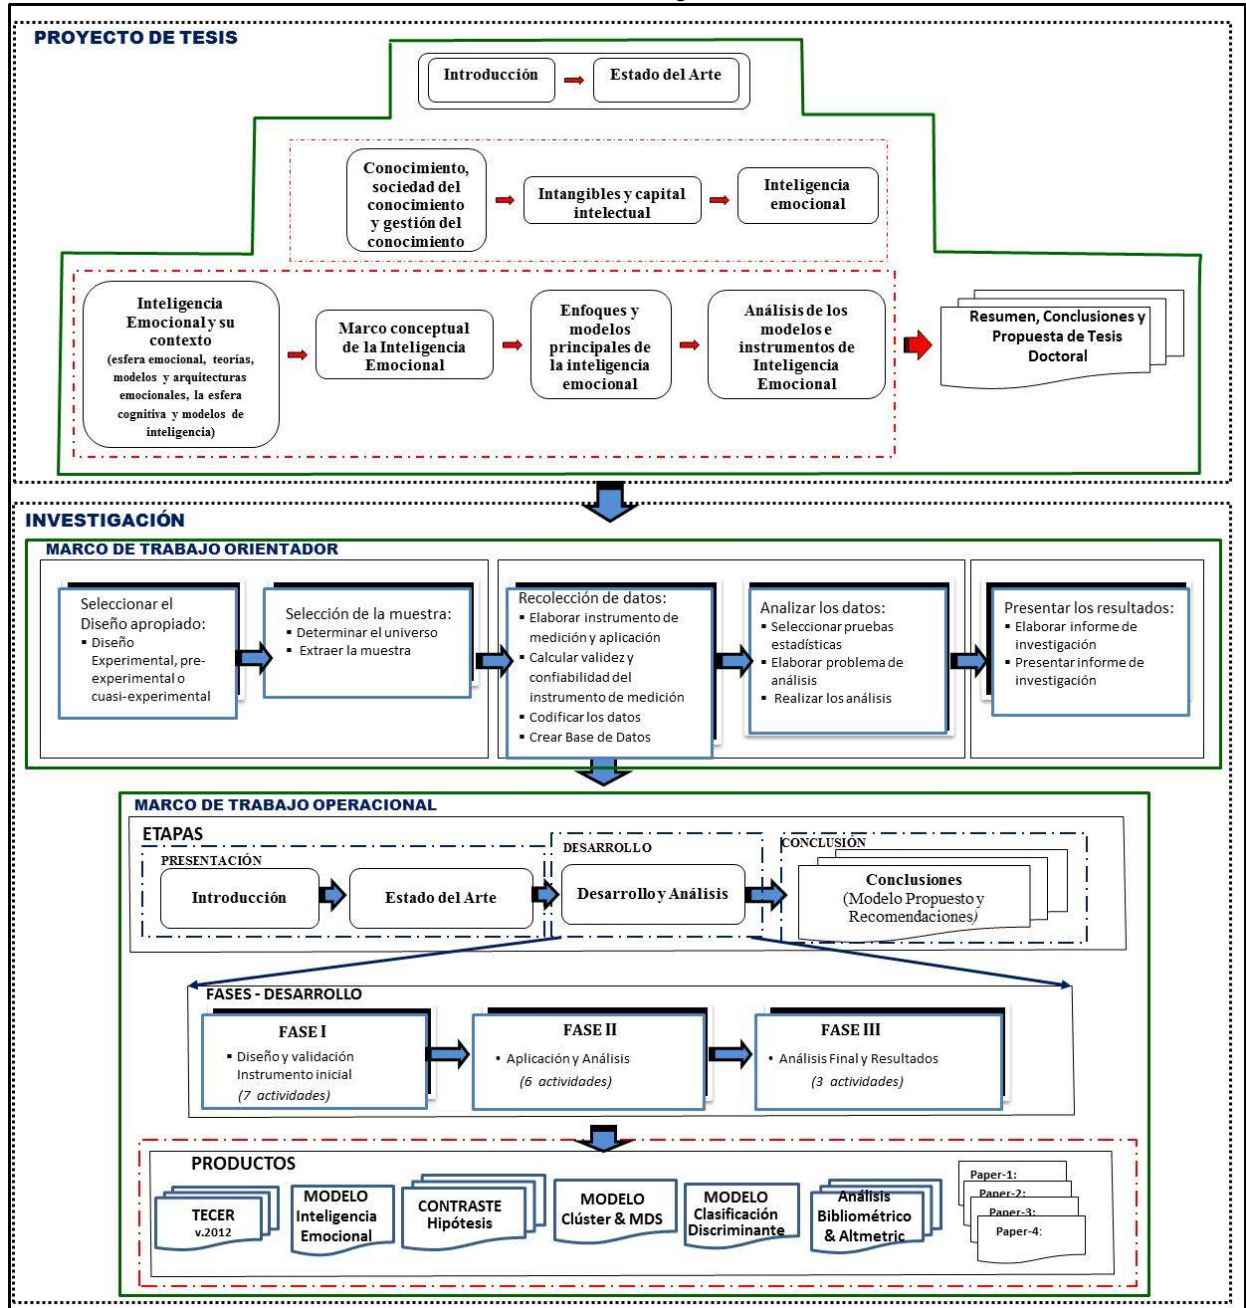 PROYECTO DE TESIS
Introducción
Estado del Arte
Conocimiento,
sociedad del
conocimiento
y gestión del
conocimiento
Intangibles y capital
intelectual
Inteligencia
emocional
Inteligencia
Emocional y su
contexto
(esfera emocional, teorías,
modelos y arquitecturas
emocionales, la esfera
cognitiva y modelos de
inteligencia)
Marco conceptual
de la Inteligencia
Emocional
Enfoques y
modelos
principales de
la inteligencia
emocional
Análisis de los
modelos e
instrumentos de
Inteligencia
Emocional
Resumen, Conclusiones y
Propuesta de Tesis
Doctoral
INVESTIGACIÓN
MARCO DE TRABAJO ORIENTADOR
Seleccionar el
Diseño apropiado:
▪ Diseño
Experimental, pre-
experimental o
cuasi-experimental
Selección de la muestra:
▪ Determinar el universo
▪ Extraer la muestra
Recolección de datos:
▪ Elaborar instrumento de
medición y aplicación
▪ Calcular validez y
confiabilidad del
instrumento de medición
▪ Codificar los datos
▪ Crear Base de Datos
Analizar los datos:
▪ Seleccionar pruebas
estadísticas
▪ Elaborar problema de
análisis
▪ Realizar los análisis
Presentar los resultados:
▪ Elaborar informe de
investigación
▪ Presentar informe de
investigación
MARCO DE TRABAJO OPERACIONAL
ETAPAS
PRESENTACIÓN
Introducción
Estado del Arte
DESARROLLO
Desarrollo y Análisis
CONCLUSIÓN
Conclusiones
(Modelo Propuesto y
Recomendaciones)
FASES - DESARROLLO
FASE I
▪ Diseño y validación
Instrumento inicial
(7 actividades)
FASE II
• Aplicación y Análisis
(6 actividades)
FASE III
• Análisis Final y Resultados
(3 actividades)
PRODUCTOS
TECER
v.2012
MODELO
Inteligencia
Emocional
CONTRASTE
Hipótesis
MODELO
Clúster & MDS
MODELO
Clasificación
Discriminante
Análisis
Bibliométrico
& Altmetric
Paper-1:
Paper-2:
Paper-3:
Paper-4: